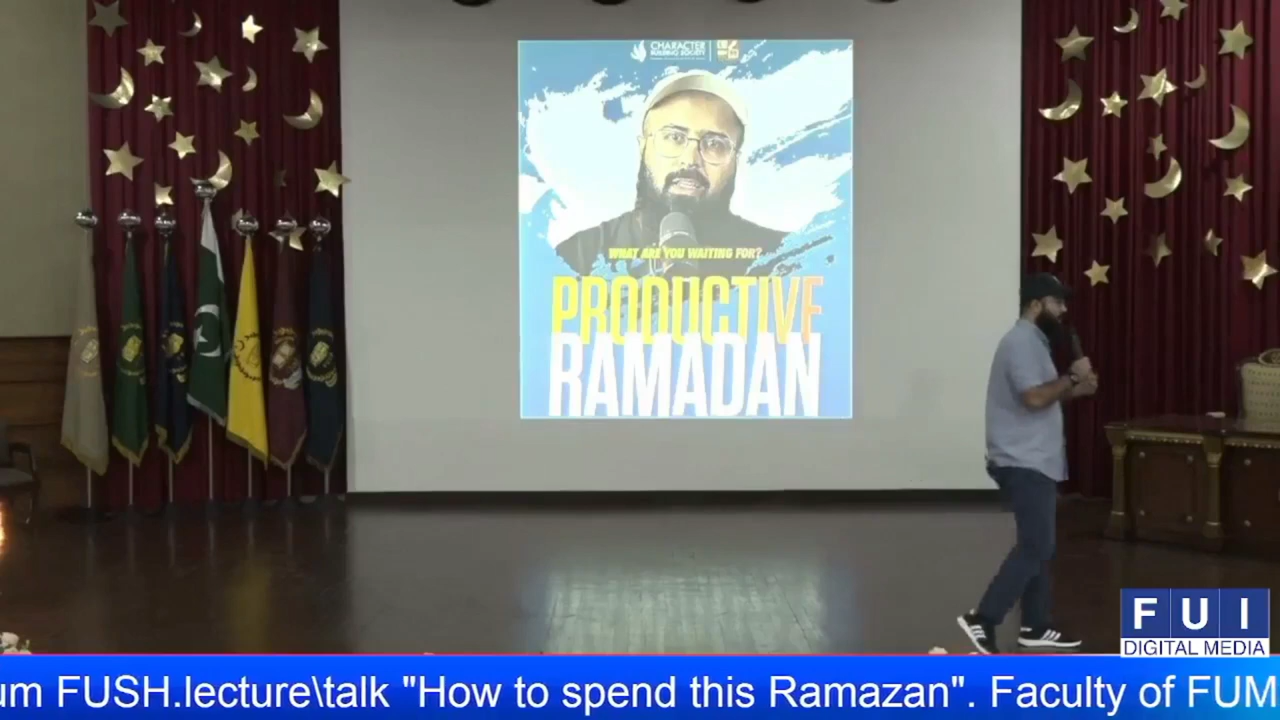 CHARACTER
BUILDING SOCIETY
WHAT ARE YOU WAITING FOR?
PRODUCTIVE
RAMADAN
FUI
DIGITAL MEDIA
um FUSH.lecture\talk "How to spend this Ramazan". Faculty of FUM